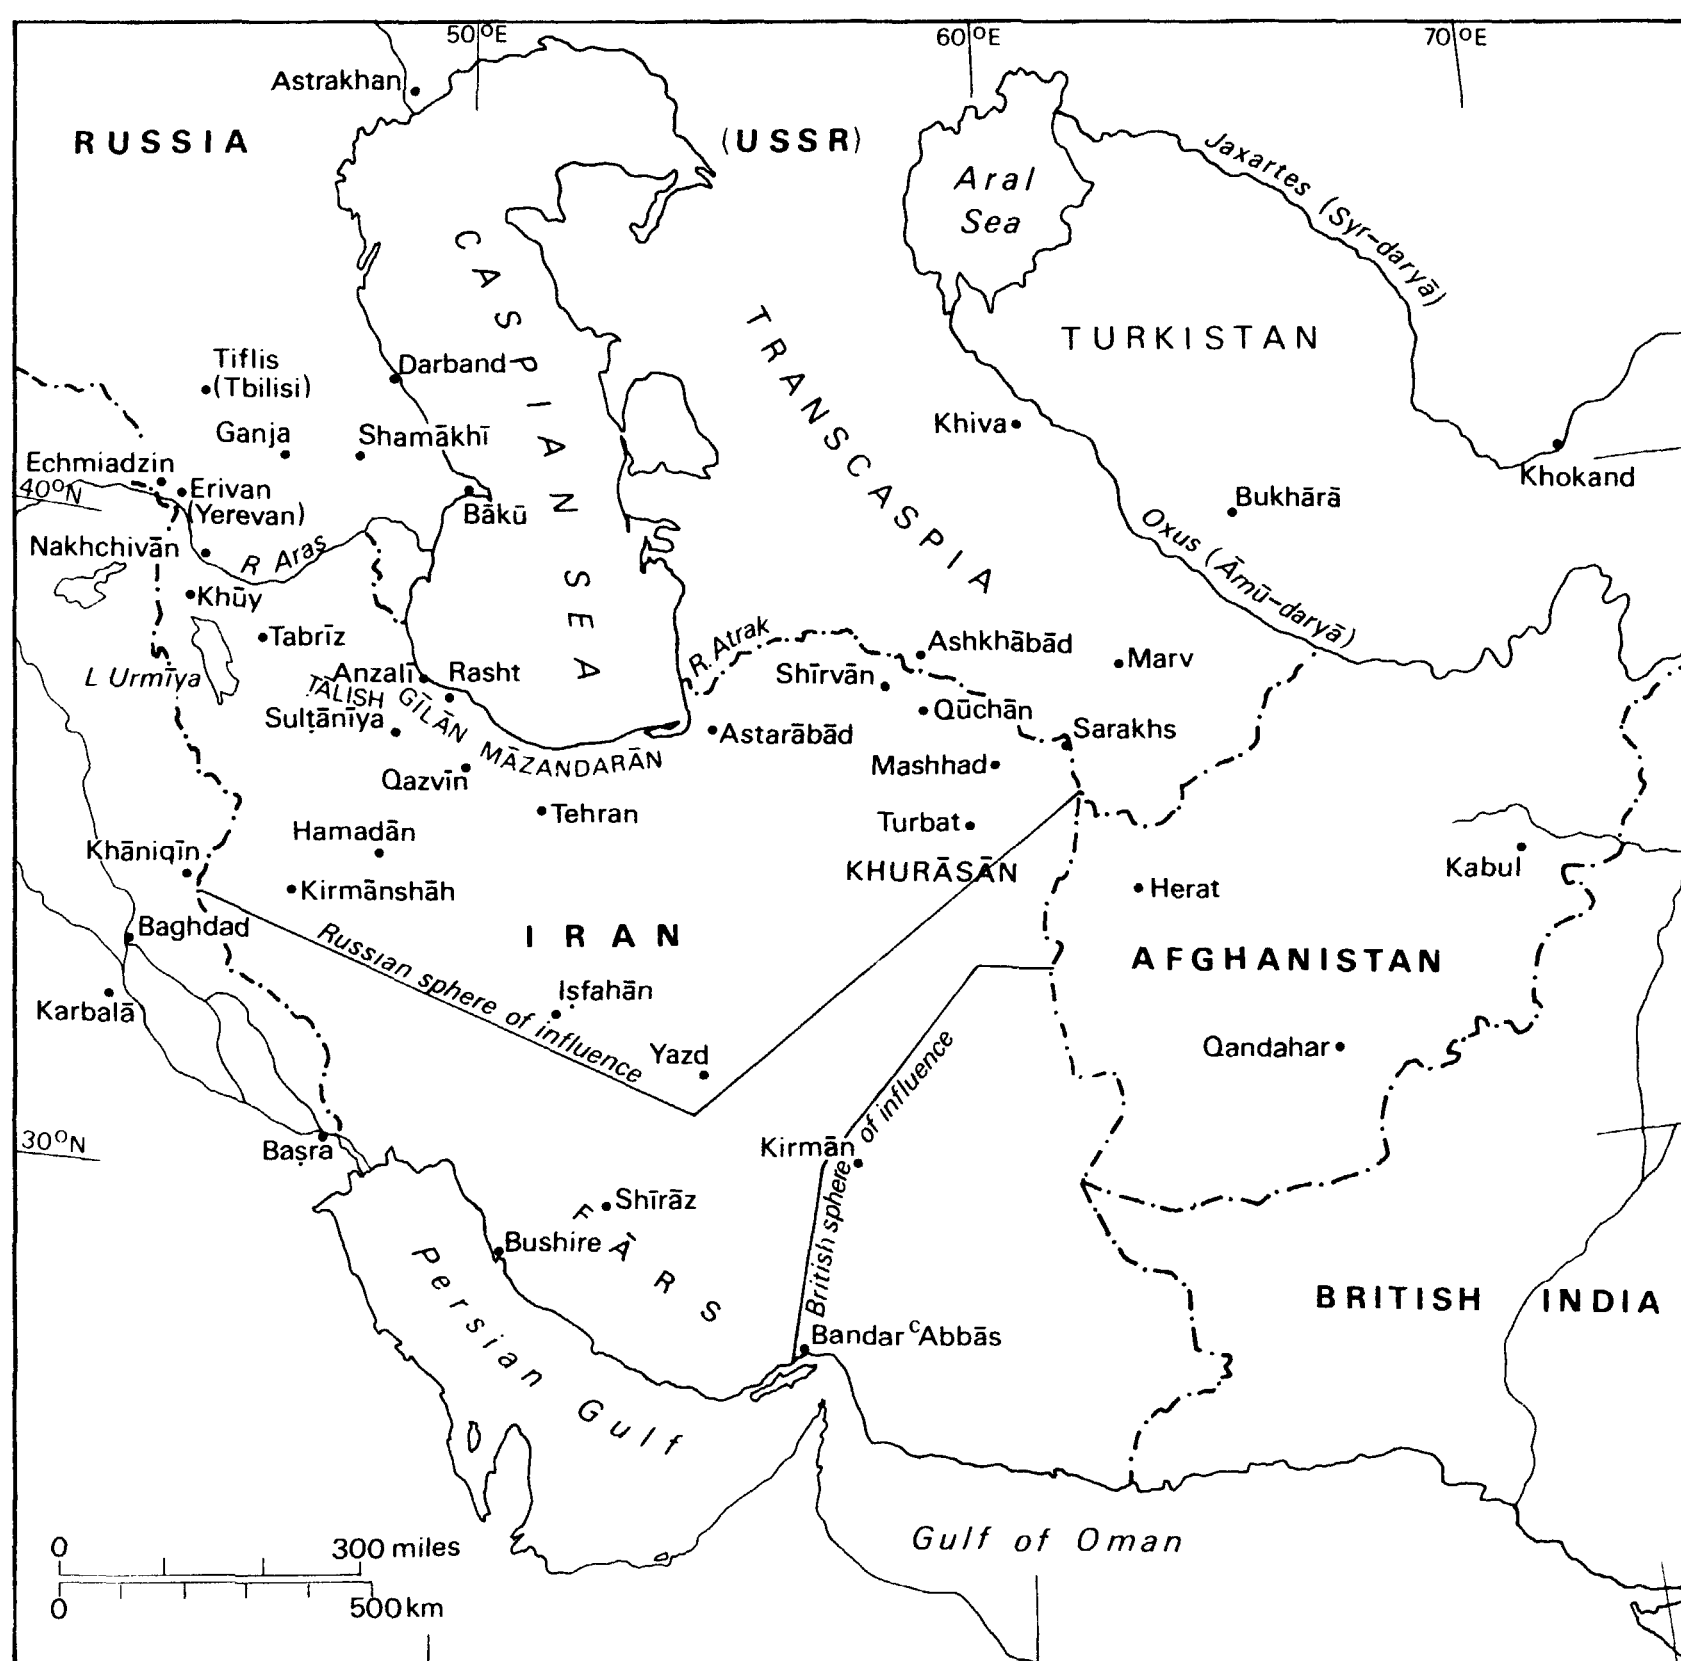 50°E
60°E
70°E
Astrakhan
RUSSIA
(USSR)
Aral
Sea
Jaxartes (Syr-daryā)
CASPIAN SEA
TRANSCASPIA
TURKISTAN
Tiflis
(Tbilisi)
Darband
Ganja
Shamākhī
Khiva
Echmiadzin
40°N
Erivan
(Yerevan)
Bākū
Bukhārā
Khokand
Nakhchivān
R Aras
Oxus (Āmū-daryā)
Khūy
Tabrīz
R. Atrak
Ashkhābād
Marv
L Urmīya
Anzalī
Rasht
Shīrvān
ṬĀLISH
GĪLĀN
Sulṭānīya
Qūchān
Astarābād
Sarakhs
MĀZANDARĀN
Qazvīn
Mashhad
Tehran
Turbat
Hamadān
Khāniqīn
KHURĀSĀN
Kabul
Kirmānshāh
Herat
Baghdad
IRAN
AFGHANISTAN
Russian sphere of influence
Iṣfahān
Karbalā
Yazd
Qandahar
30°N
Baṣra
Kirmān
British sphere of influence
Shīrāz
FĀRS
Bushire
Persian Gulf
BRITISH INDIA
Bandar ᶜAbbās
Gulf of Oman
0 300 miles
0 500 km